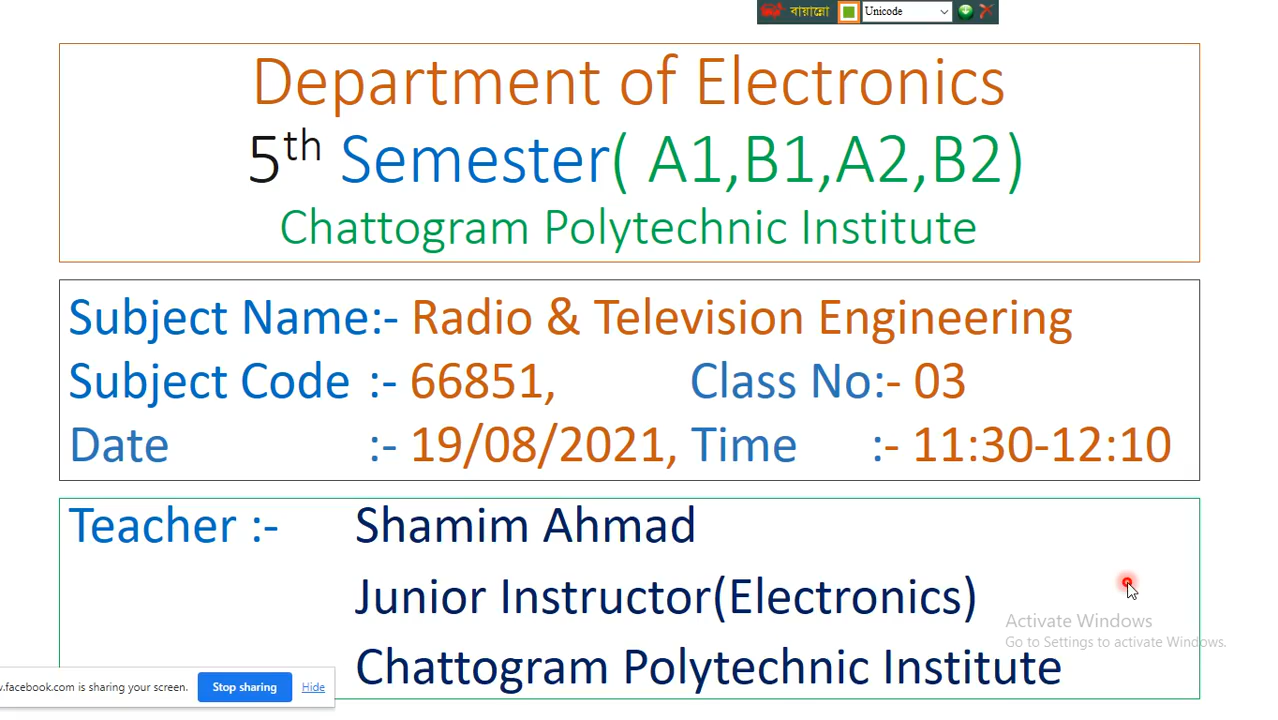 বায়ান্নো Unicode
Department of Electronics
5th Semester( A1,B1,A2,B2)
Chattogram Polytechnic Institute
Subject Name:- Radio & Television Engineering
Subject Code :- 66851, Class No:- 03
Date :- 19/08/2021, Time :- 11:30-12:10
Teacher :- Shamim Ahmad
Junior Instructor(Electronics)
Chattogram Polytechnic Institute
Activate Windows
Go to Settings to activate Windows.
.facebook.com is sharing your screen. Stop sharing Hide